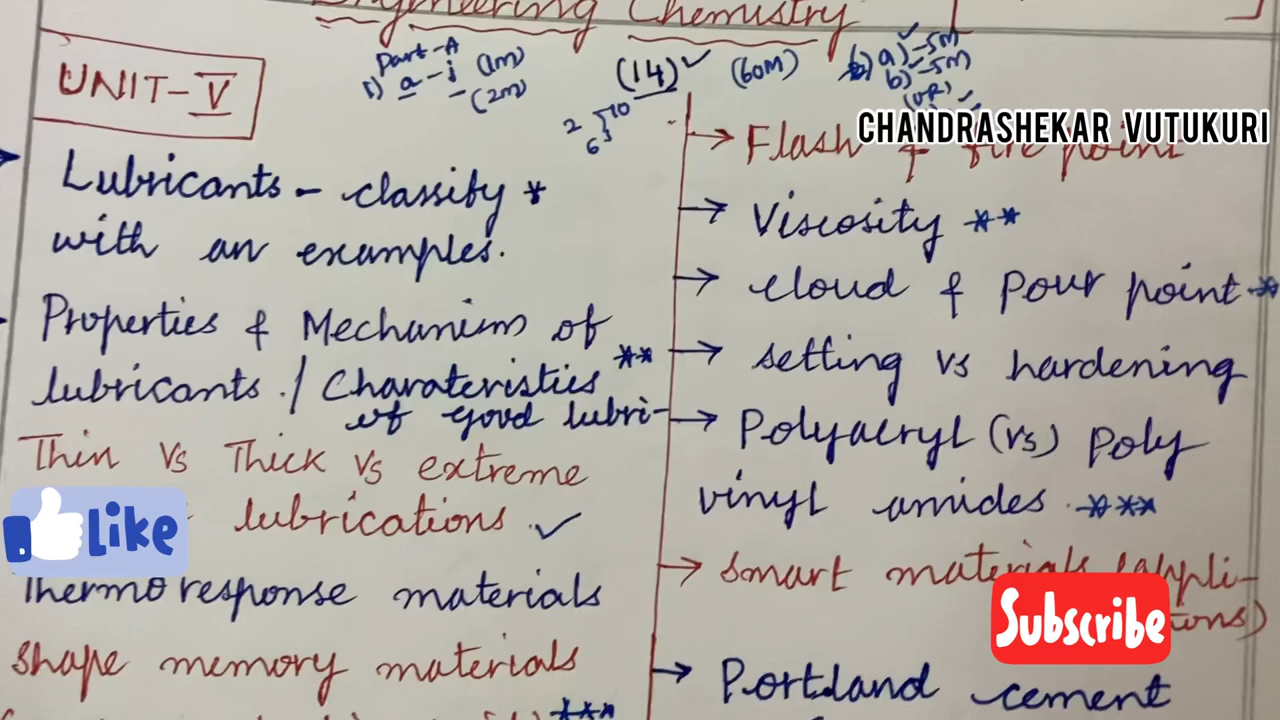 Engineering Chemistry
UNIT-V
Part-A
1) a-j (1m)
(2m)
(14) ✓
(60M)
a) -5M
b) -5M
(OR)
2
10
6
CHANDRASHEKAR VUTUKURI
Lubricants - classify *
with an examples.
Properties & Mechanism of
lubricants. / Charateristics **
of good lubri-
Thin Vs Thick Vs extreme
lubrications. ✓
Like
Thermoresponse materials
Shape memory materials
***
→ Flash & fire point
→ Viscosity **
→ cloud & Pour point *
→ setting vs hardening
→ Polyacryl (vs) Poly
vinyl amides. ***
→ Smart materials (appli-
tions)
Subscribe
→ Portland cement